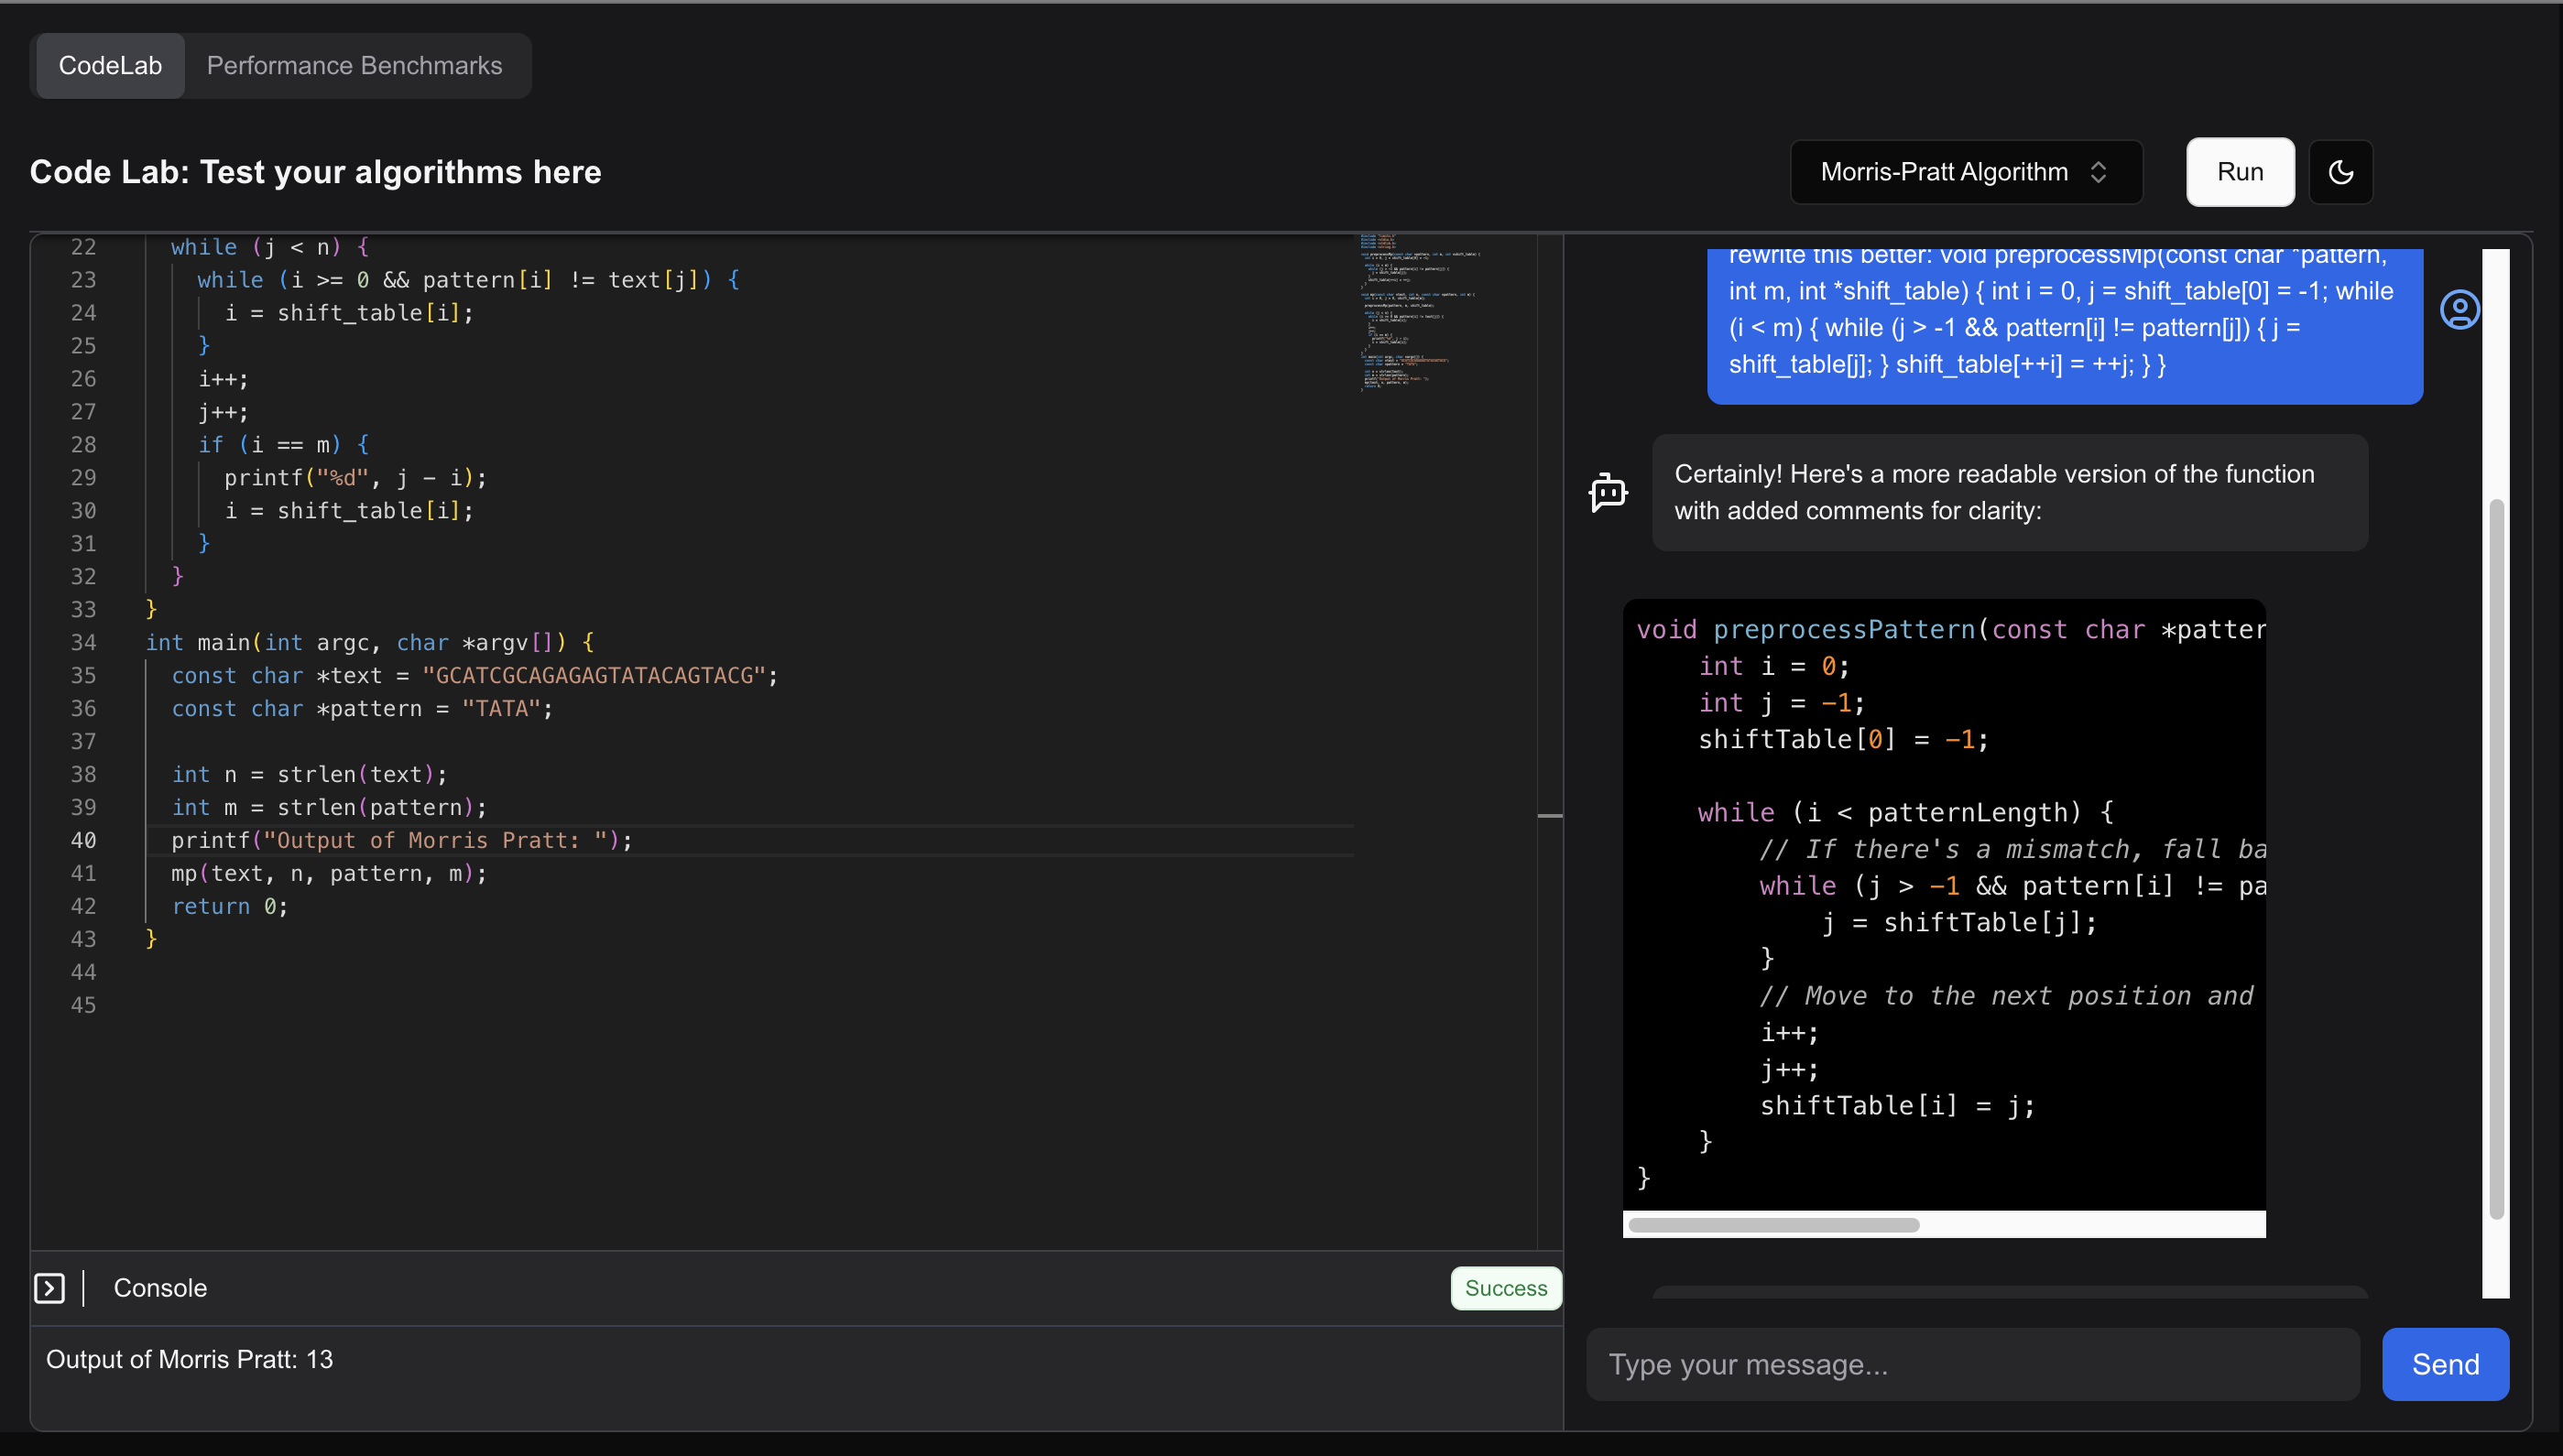 CodeLab
Performance Benchmarks
Code Lab: Test your algorithms here
Morris-Pratt Algorithm
Run
22 while (j < n) {
23 while (i >= 0 && pattern[i] != text[j]) {
24 i = shift_table[i];
25 }
26 i++;
27 j++;
28 if (i == m) {
29 printf("%d", j - i);
30 i = shift_table[i];
31 }
32 }
33 }
34 int main(int argc, char *argv[]) {
35 const char *text = "GCATCGCAGAGAGTATACAGTACG";
36 const char *pattern = "TATA";
37
38 int n = strlen(text);
39 int m = strlen(pattern);
40 printf("Output of Morris Pratt: ");
41 mp(text, n, pattern, m);
42 return 0;
43 }
44
45
Console
Success
Output of Morris Pratt: 13
rewrite this better: void preprocessMp(const char *pattern,
int m, int *shift_table) { int i = 0, j = shift_table[0] = -1; while
(i < m) { while (j > -1 && pattern[i] != pattern[j]) { j =
shift_table[j]; } shift_table[++i] = ++j; } }
Certainly! Here's a more readable version of the function
with added comments for clarity:
void preprocessPattern(const char *patter
int i = 0;
int j = -1;
shiftTable[0] = -1;
while (i < patternLength) {
// If there's a mismatch, fall ba
while (j > -1 && pattern[i] != pa
j = shiftTable[j];
}
// Move to the next position and
i++;
j++;
shiftTable[i] = j;
}
}
Type your message...
Send